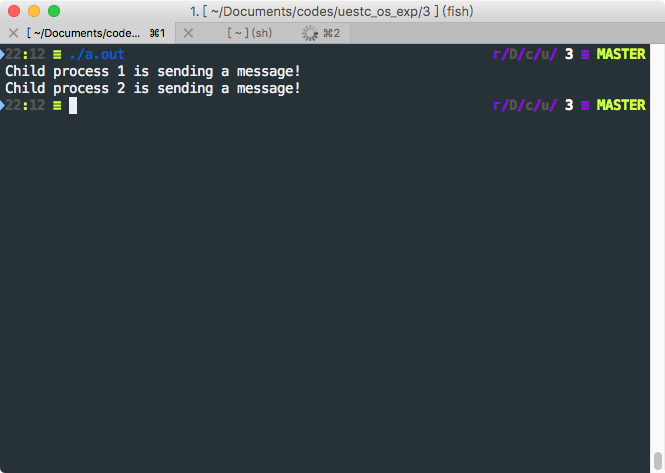 1. [ ~/Documents/codes/uestc_os_exp/3 ] (fish)
[ ~/Documents/code... ⌘1 [ ~ ] (sh) ⌘2
22:12 ≡ ./a.out r/D/c/u/ 3 ≡ MASTER
Child process 1 is sending a message!
Child process 2 is sending a message!
22:12 ≡ r/D/c/u/ 3 ≡ MASTER